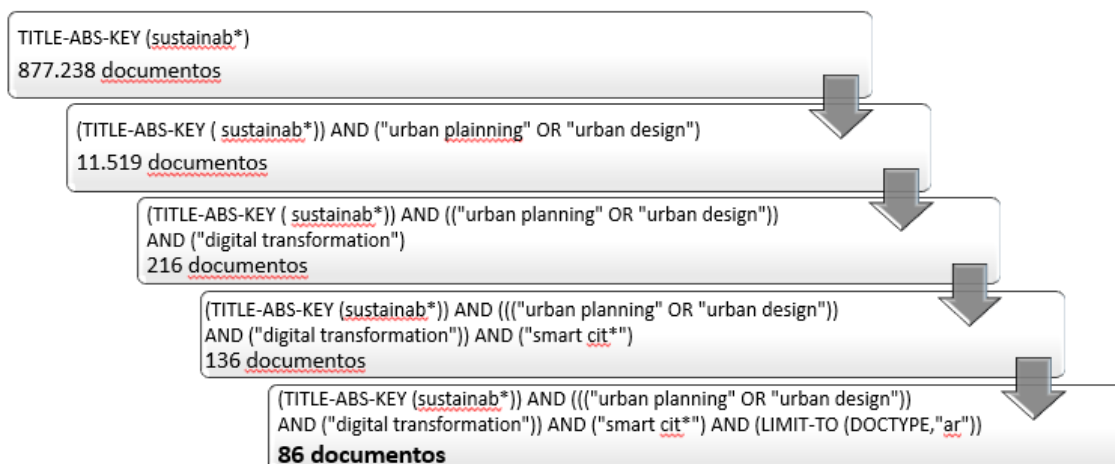 TITLE-ABS-KEY (sustainab*)
877.238 documentos
(TITLE-ABS-KEY ( sustainab*)) AND ("urban plainning" OR "urban design")
11.519 documentos
(TITLE-ABS-KEY ( sustainab*)) AND (("urban planning" OR "urban design"))
AND ("digital transformation")
216 documentos
(TITLE-ABS-KEY (sustainab*)) AND ((("urban planning" OR "urban design"))
AND ("digital transformation")) AND ("smart cit*")
136 documentos
(TITLE-ABS-KEY (sustainab*)) AND ((("urban planning" OR "urban design"))
AND ("digital transformation")) AND ("smart cit*") AND (LIMIT-TO (DOCTYPE,"ar"))
86 documentos